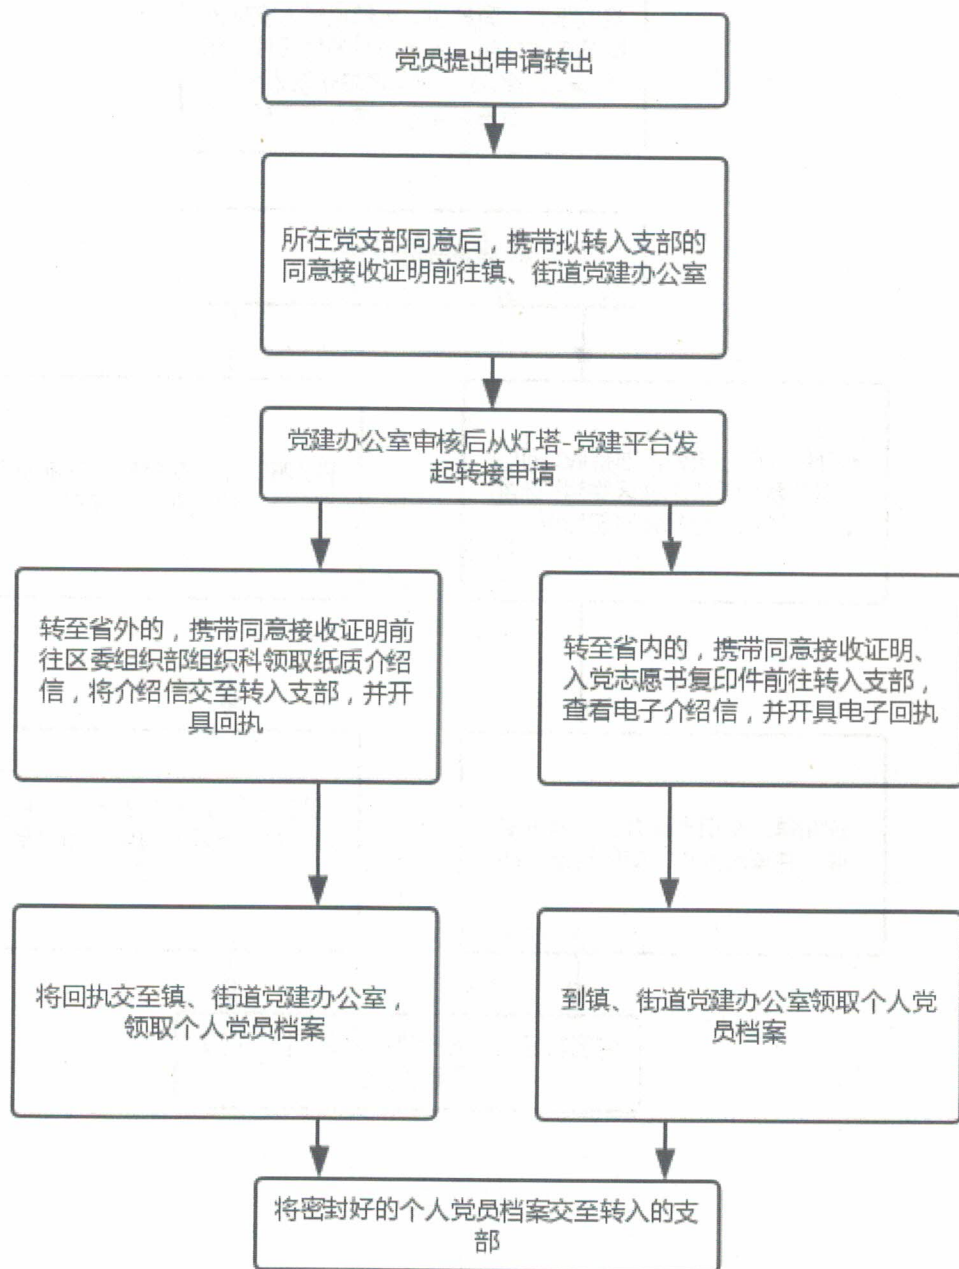 党员提出申请转出
所在党支部同意后，携带拟转入支部的
同意接收证明前往镇、街道党建办公室
党建办公室审核后从灯塔-党建平台发
起转接申请
转至省外的，携带同意接收证明前
往区委组织部组织科领取纸质介绍
信，将介绍信交至转入支部，并开
具回执
转至省内的，携带同意接收证明、
入党志愿书复印件前往转入支部，
查看电子介绍信，并开具电子回执
将回执交至镇、街道党建办公室，
领取个人党员档案
到镇、街道党建办公室领取个人党
员档案
将密封好的个人党员档案交至转入的支
部